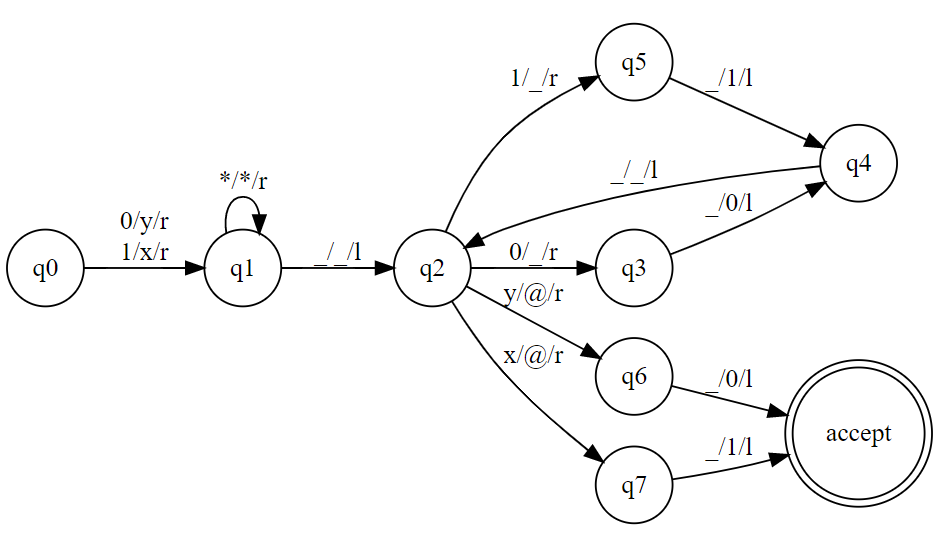 q5
1/_/r
_/1/l
q4
_/_/l
*/*/r
_/0/l
0/y/r
1/x/r
q0
q1
_/_/l
q2
0/_/r
q3
y/@/r
x/@/r
q6
_/0/l
accept
_/1/l
q7